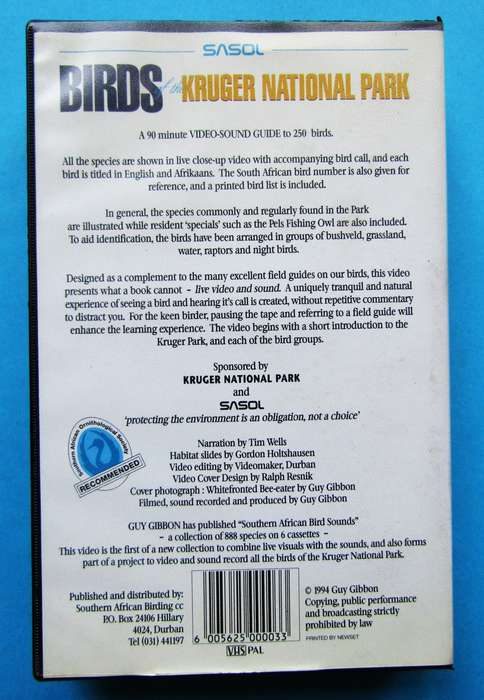 SASOL
BIRDS of the KRUGER NATIONAL PARK
A 90 minute VIDEO-SOUND GUIDE to 250 birds.
All the species are shown in live close-up video with accompanying bird call, and each
bird is titled in English and Afrikaans. The South African bird number is also given for
reference, and a printed bird list is included.
In general, the species commonly and regularly found in the Park
are illustrated while resident 'specials' such as the Pels Fishing Owl are also included.
To aid identification, the birds have been arranged in groups of bushveld, grassland,
water, raptors and night birds.
Designed as a complement to the many excellent field guides on our birds, this video
presents what a book cannot - live video and sound. A uniquely tranquil and natural
experience of seeing a bird and hearing it's call is created, without repetitive commentary
to distract you. For the keen birder, pausing the tape and referring to a field guide will
enhance the learning experience. The video begins with a short introduction to the
Kruger Park, and each of the bird groups.
Sponsored by
KRUGER NATIONAL PARK
and
SASOL
'protecting the environment is an obligation, not a choice'
Southern African Ornithological Society
RECOMMENDED
Narration by Tim Wells
Habitat slides by Gordon Holtshausen
Video editing by Videomaker, Durban
Video Cover Design by Ralph Resnik
Cover photograph : Whitefronted Bee-eater by Guy Gibbon
Filmed, sound recorded and produced by Guy Gibbon
GUY GIBBON has published "Southern African Bird Sounds"
- a collection of 888 species on 6 cassettes -
This video is the first of a new collection to combine live visuals with the sounds, and also forms
part of a project to video and sound record all the birds of the Kruger National Park.
Published and distributed by:
Southern African Birding cc
P.O. Box 24106 Hillary
4024, Durban
Tel (031) 441197
6 005625 000033
VHS PAL
© 1994 Guy Gibbon
Copying, public performance
and broadcasting strictly
prohibited by law
PRINTED BY NEWSET